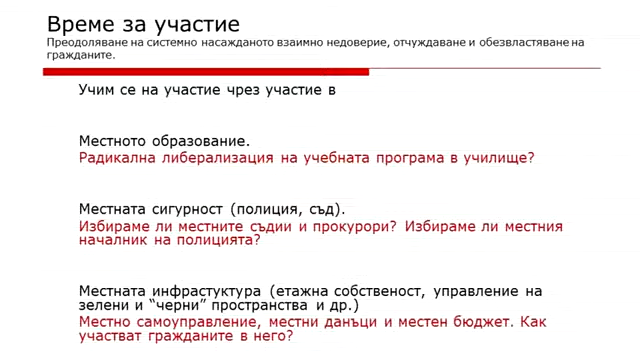 Време за участие
Преодоляване на системно насажданото взаимно недоверие, отчуждаване и обезвластяване на
гражданите.
Учим се на участие чрез участие в
Местното образование.
Радикална либерализация на учебната програма в училище?
Местната сигурност (полиция, съд).
Избираме ли местните съдии и прокурори? Избираме ли местния
началник на полицията?
Местната инфрастуктура (етажна собственост, управление на
зелени и “черни” пространства и др.)
Местно самоуправление, местни данъци и местен бюджет. Как
участват гражданите в него?